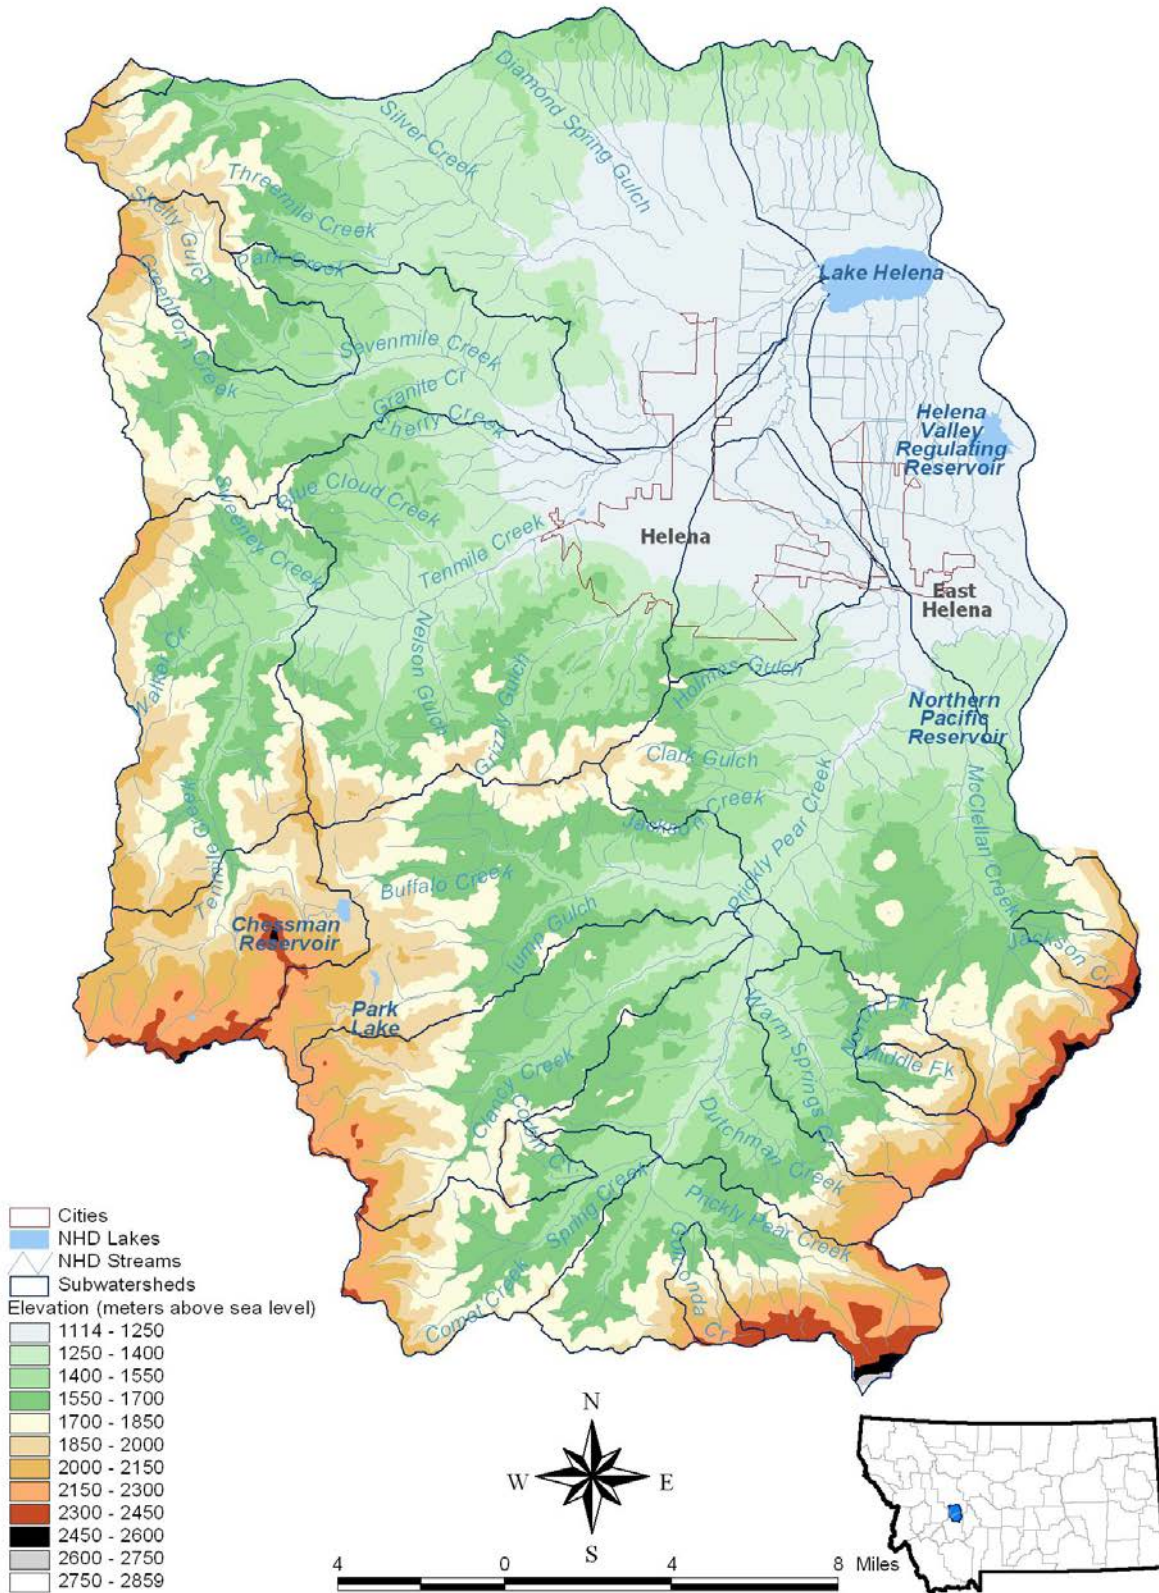 Diamond Spring Gulch
Silver Creek
Threemile Creek
Skelly Gulch
Park Creek
Greenhorn Creek
Lake Helena
Sevenmile Creek
Granite Cr
Cherry Creek
Helena
Valley
Regulating
Reservoir
Blue Cloud Creek
Sweeney Creek
Tenmile Creek
Helena
East
Helena
Walker Cr.
Nelson Gulch
Grizzly Gulch
Holmes Gulch
Northern
Pacific
Reservoir
Clark Gulch
Jackson Creek
Prickly Pear Creek
McClellan Creek
Tenmile Creek
Buffalo Creek
Chessman
Reservoir
lump Gulch
Jackson Cr.
Park
Lake
North Fk
Middle Fk
Warm Springs Cr
Clancy Creek
Dutchman Creek
Spring Creek
Prickly Pear Creek
Golconda Cr
Comet Creek
Cities
NHD Lakes
NHD Streams
Subwatersheds
Elevation (meters above sea level)
1114 - 1250
1250 - 1400
1400 - 1550
1550 - 1700
1700 - 1850
1850 - 2000
2000 - 2150
2150 - 2300
2300 - 2450
2450 - 2600
2600 - 2750
2750 - 2859
N
W
E
S
4 0 4 8 Miles